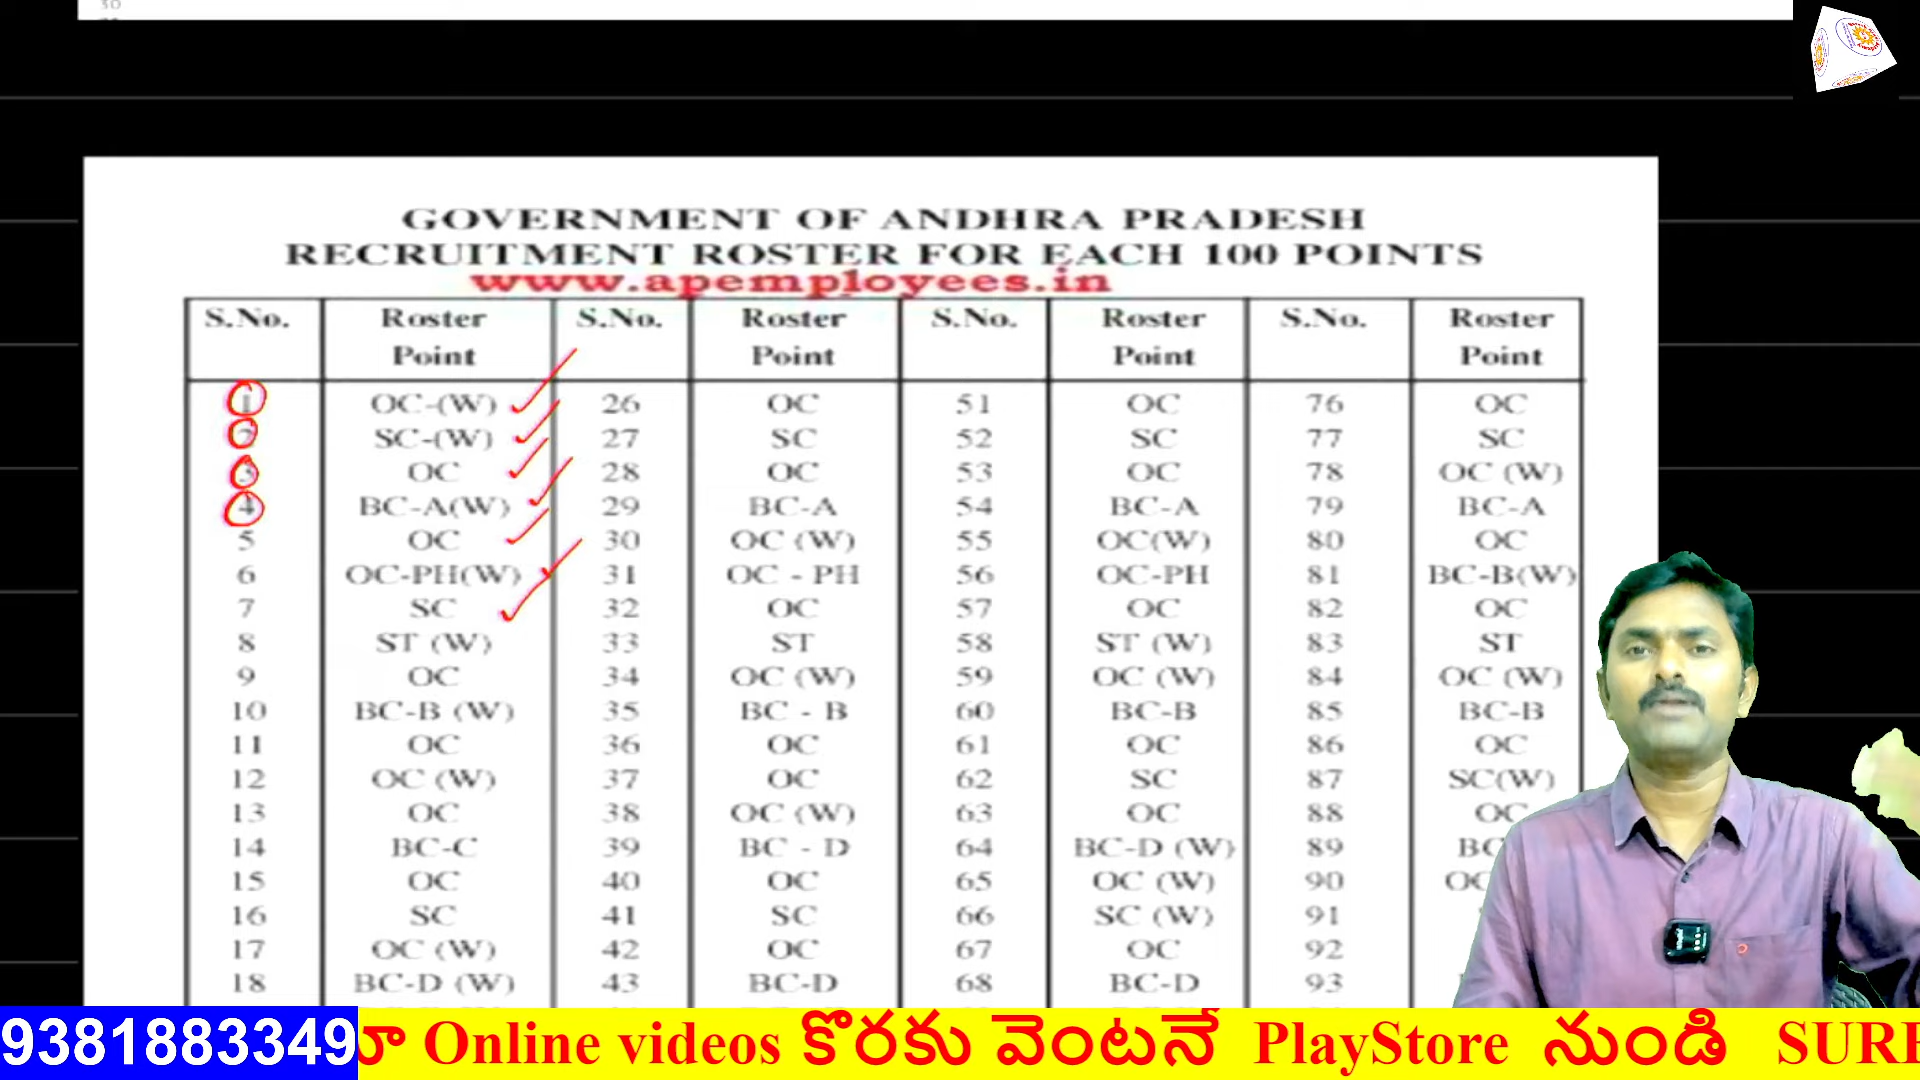 30
GOVERNMENT OF ANDHRA PRADESH
RECRUITMENT ROSTER FOR EACH 100 POINTS
www.apemployees.in
S.No. Roster Point S.No. Roster Point S.No. Roster Point S.No. Roster Point
1 OC-(W) 26 OC 51 OC 76 OC
2 SC-(W) 27 SC 52 SC 77 SC
3 OC 28 OC 53 OC 78 OC (W)
4 BC-A(W) 29 BC-A 54 BC-A 79 BC-A
5 OC 30 OC (W) 55 OC(W) 80 OC
6 OC-PH(W) 31 OC - PH 56 OC-PH 81 BC-B(W)
7 SC 32 OC 57 OC 82 OC
8 ST (W) 33 ST 58 ST (W) 83 ST
9 OC 34 OC (W) 59 OC (W) 84 OC (W)
10 BC-B (W) 35 BC - B 60 BC-B 85 BC-B
11 OC 36 OC 61 OC 86 OC
12 OC (W) 37 OC 62 SC 87 SC(W)
13 OC 38 OC (W) 63 OC 88 OC
14 BC-C 39 BC - D 64 BC-D (W) 89 BC
15 OC 40 OC 65 OC (W) 90 OC
16 SC 41 SC 66 SC (W) 91
17 OC (W) 42 OC 67 OC 92
18 BC-D (W) 43 BC-D 68 BC-D 93
9381883349 Online videos కొరకు వెంటనే PlayStore నుండి SURE